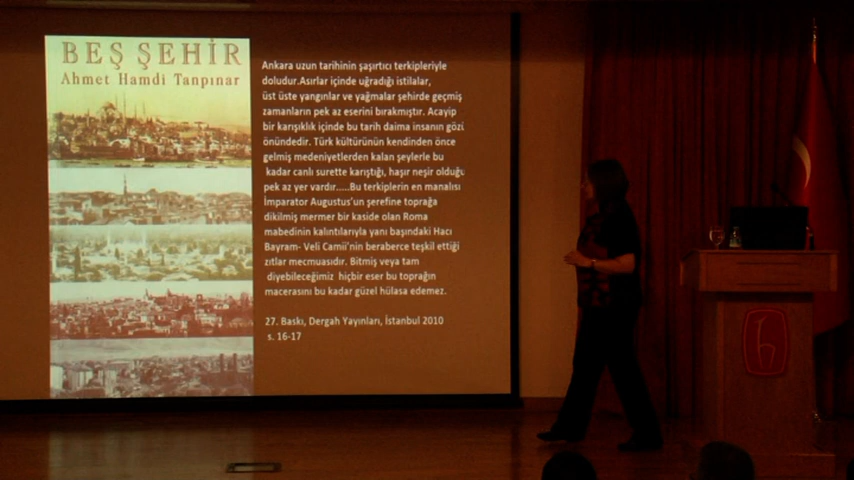 BEŞ ŞEHİR
Ahmet Hamdi Tanpınar
Ankara uzun tarihinin şaşırtıcı terkipleriyle
doludur.Asırlar içinde uğradığı istilalar,
üst üste yangınlar ve yağmalar şehirde geçmiş
zamanların pek az eserini bırakmıştır. Acayip
bir karışıklık içinde bu tarih daima insanın gözü
önündedir. Türk kültürünün kendinden önce
gelmiş medeniyetlerden kalan şeylerle bu
kadar canlı surette karıştığı, haşır neşir olduğu
pek az yer vardır.....Bu terkiplerin en manalısı
İmparator Augustus'un şerefine toprağa
dikilmiş mermer bir kaside olan Roma
mabedinin kalıntılarıyla yanı başındaki Hacı
Bayram- Veli Camii'nin beraberce teşkil ettiği
zıtlar mecmuasıdır. Bitmiş veya tam
diyebileceğimiz hiçbir eser bu toprağın
macerasını bu kadar güzel hülasa edemez.
27. Baskı, Dergah Yayınları, İstanbul 2010
s. 16-17